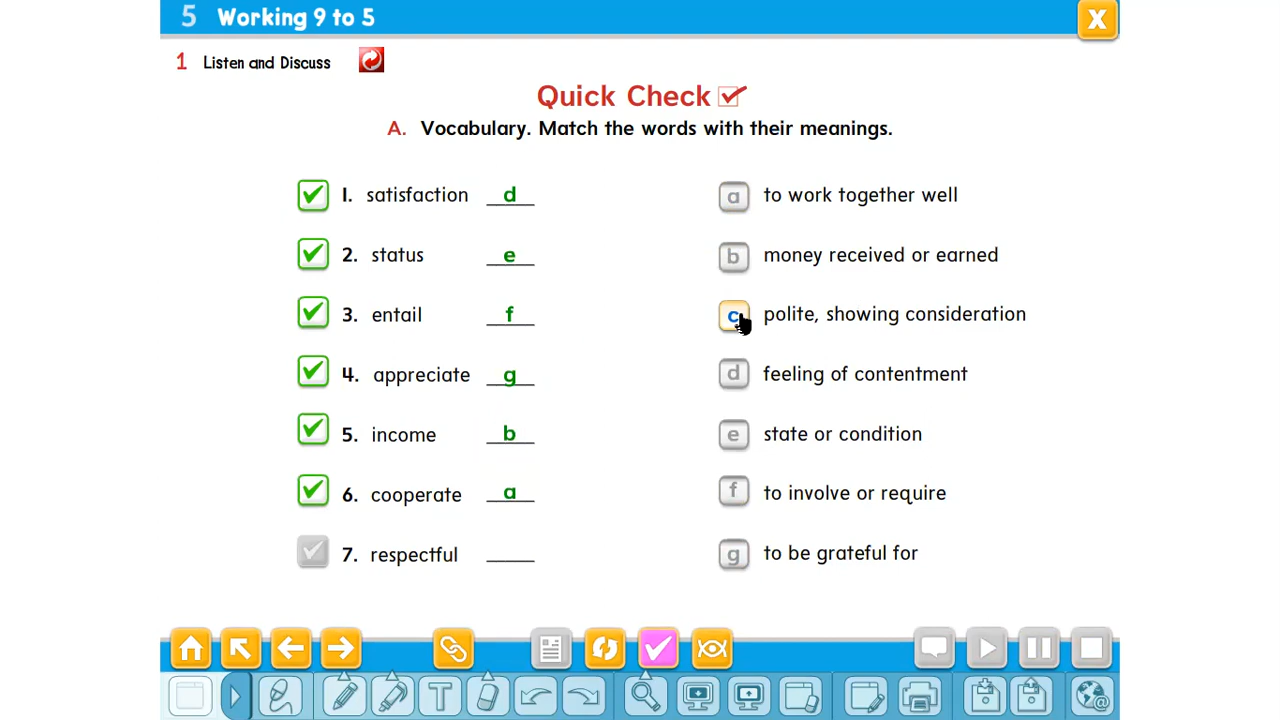 5 Working 9 to 5
X
1 Listen and Discuss
Quick Check
A. Vocabulary. Match the words with their meanings.
1. satisfaction d
a to work together well
2. status e
b money received or earned
3. entail f
c polite, showing consideration
4. appreciate g
d feeling of contentment
5. income b
e state or condition
6. cooperate a
f to involve or require
7. respectful ____
g to be grateful for
T